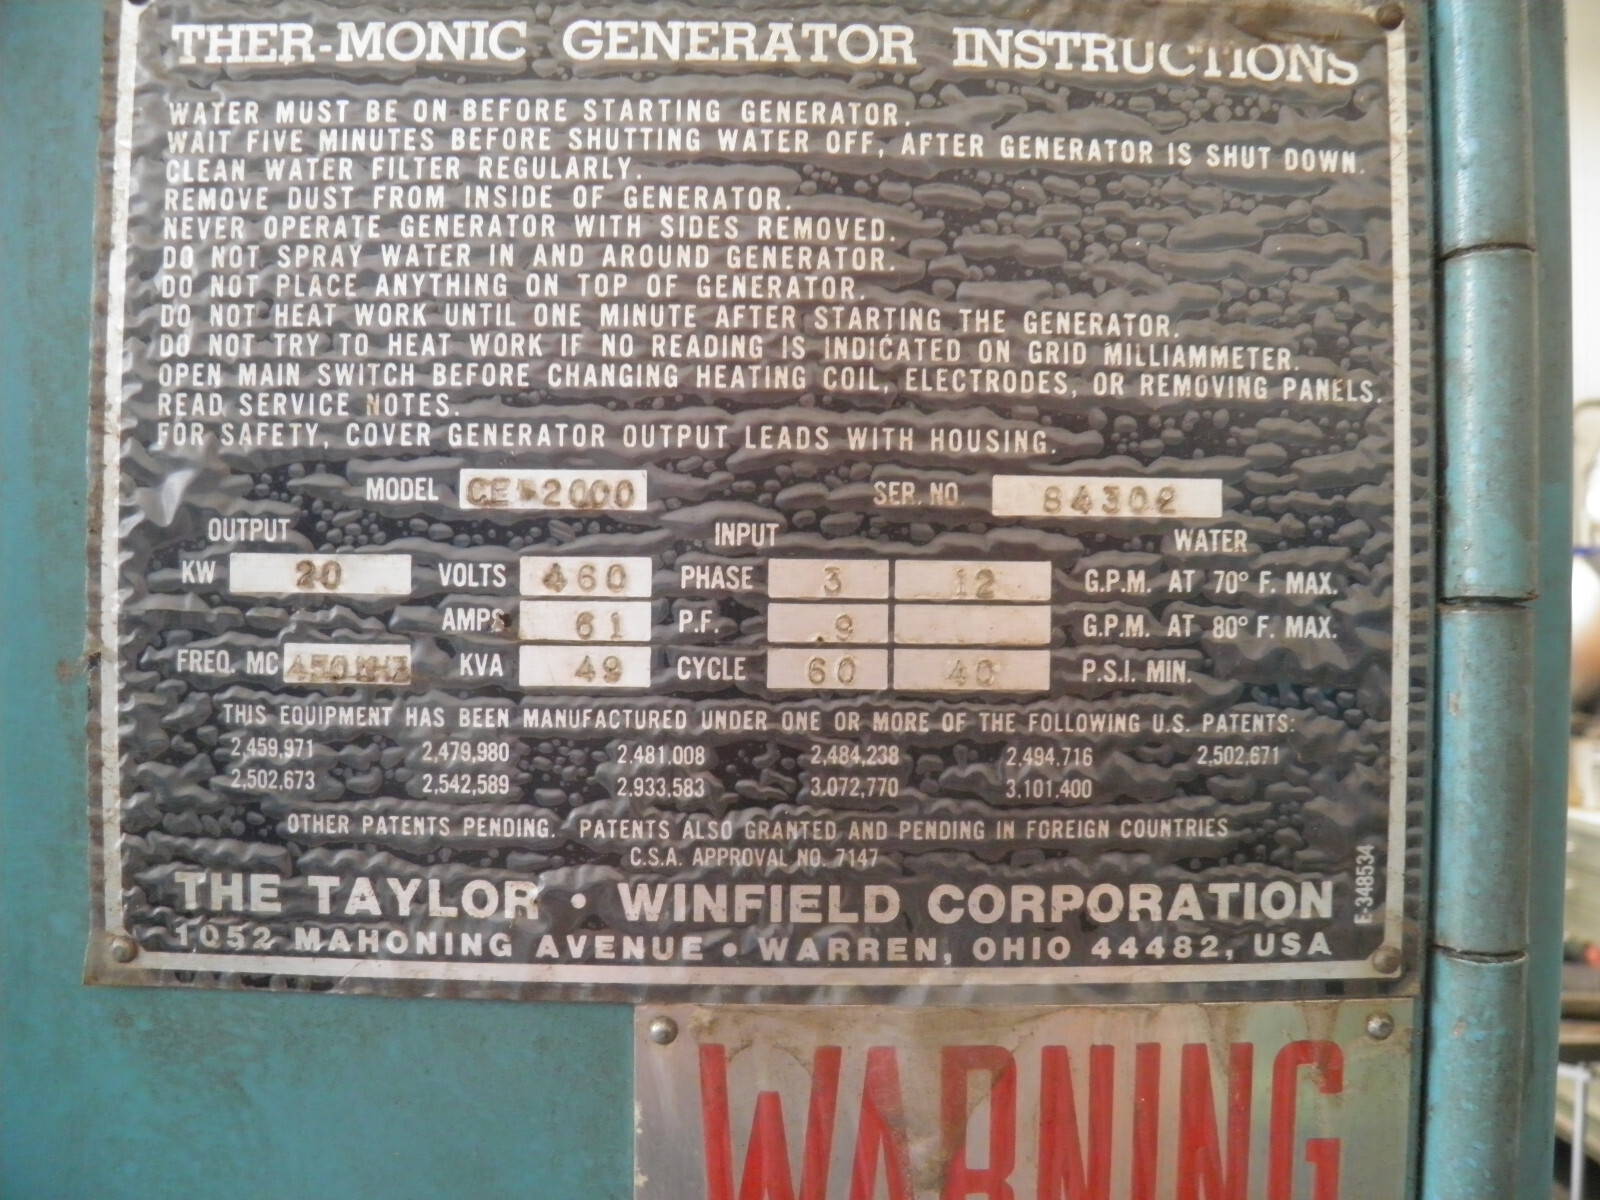 THER-MONIC GENERATOR INSTRUCTIONS
WATER MUST BE ON BEFORE STARTING GENERATOR.
WAIT FIVE MINUTES BEFORE SHUTTING WATER OFF, AFTER GENERATOR IS SHUT DOWN.
CLEAN WATER FILTER REGULARLY.
REMOVE DUST FROM INSIDE OF GENERATOR.
NEVER OPERATE GENERATOR WITH SIDES REMOVED.
DO NOT SPRAY WATER IN AND AROUND GENERATOR.
DO NOT PLACE ANYTHING ON TOP OF GENERATOR.
DO NOT HEAT WORK UNTIL ONE MINUTE AFTER STARTING THE GENERATOR.
DO NOT TRY TO HEAT WORK IF NO READING IS INDICATED ON GRID MILLIAMMETER.
OPEN MAIN SWITCH BEFORE CHANGING HEATING COIL, ELECTRODES, OR REMOVING PANELS.
READ SERVICE NOTES.
FOR SAFETY, COVER GENERATOR OUTPUT LEADS WITH HOUSING.
MODEL SER. NO. 84302
OUTPUT INPUT WATER
KW 20 VOLTS 460 PHASE 3 12 G.P.M. AT 70° F. MAX.
AMPS 61 P.F. .9 G.P.M. AT 80° F. MAX.
FREQ. MC 450KHZ KVA 49 CYCLE 60 40 P.S.I. MIN.
THIS EQUIPMENT HAS BEEN MANUFACTURED UNDER ONE OR MORE OF THE FOLLOWING U.S. PATENTS:
2,459,971 2,479,980 2.481.008 2,484,238 2,494,716 2,502,671
2,502,673 2,542,589 2.933.583 3.072,770 3.101.400
OTHER PATENTS PENDING. PATENTS ALSO GRANTED AND PENDING IN FOREIGN COUNTRIES
C.S.A. APPROVAL NO. 7147
THE TAYLOR • WINFIELD CORPORATION
1052 MAHONING AVENUE • WARREN, OHIO 44482, USA
F-348534
WARNING